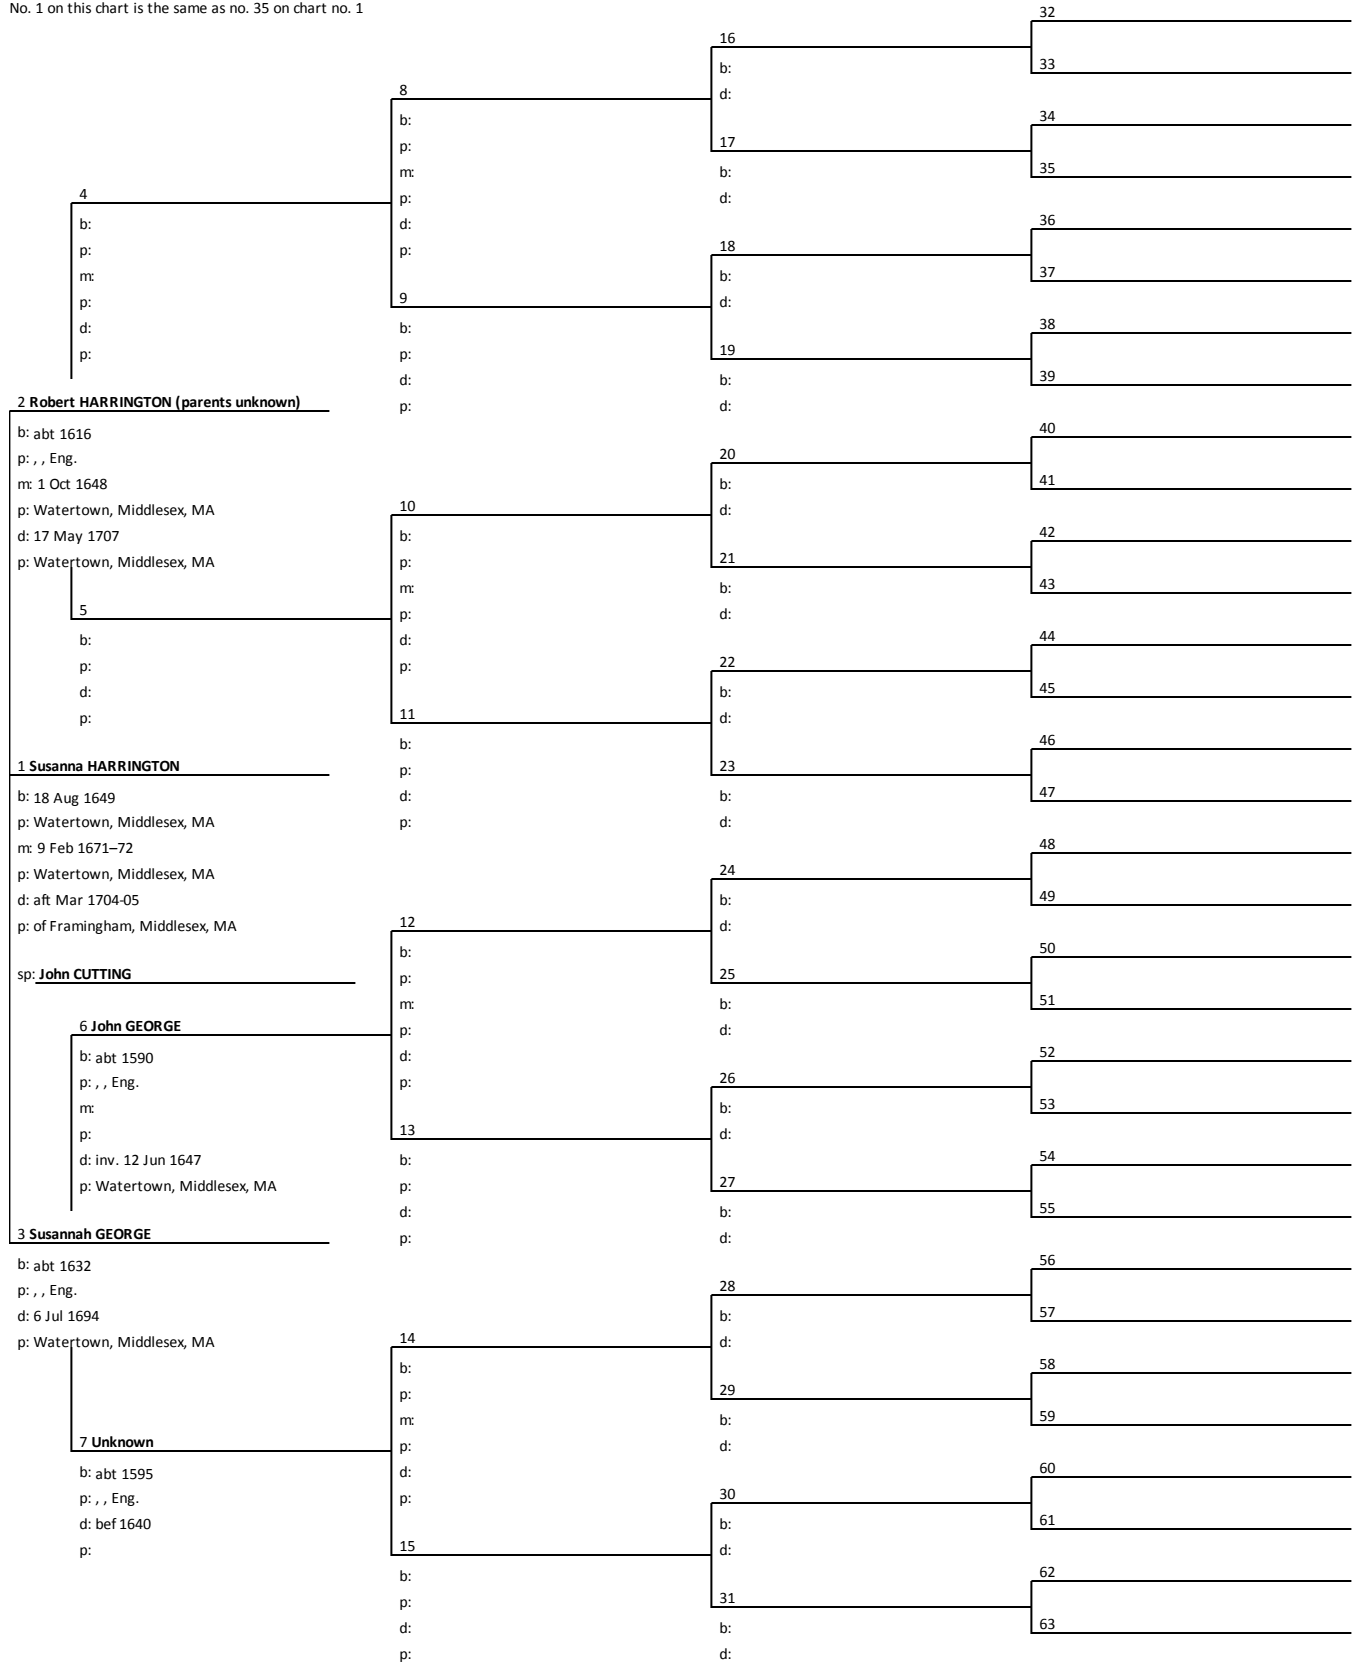 No. 1 on this chart is the same as no. 35 on chart no. 1
4
b:
p:
m:
p:
d:
p:
2 Robert HARRINGTON (parents unknown)
b: abt 1616
p: , , Eng.
m: 1 Oct 1648
p: Watertown, Middlesex, MA
d: 17 May 1707
p: Watertown, Middlesex, MA
5
b:
p:
d:
p:
1 Susanna HARRINGTON
b: 18 Aug 1649
p: Watertown, Middlesex, MA
m: 9 Feb 1671–72
p: Watertown, Middlesex, MA
d: aft Mar 1704-05
p: of Framingham, Middlesex, MA
sp: John CUTTING
6 John GEORGE
b: abt 1590
p: , , Eng.
m:
p:
d: inv. 12 Jun 1647
p: Watertown, Middlesex, MA
3 Susannah GEORGE
b: abt 1632
p: , , Eng.
d: 6 Jul 1694
p: Watertown, Middlesex, MA
7 Unknown
b: abt 1595
p: , , Eng.
d: bef 1640
p:
8
b:
p:
m:
p:
d:
p:
9
b:
p:
d:
p:
10
b:
p:
m:
p:
d:
p:
11
b:
p:
d:
p:
12
b:
p:
m:
p:
d:
p:
13
b:
p:
d:
p:
14
b:
p:
m:
p:
d:
p:
15
b:
p:
d:
p:
16
b:
d:
17
b:
d:
18
b:
d:
19
b:
d:
20
b:
d:
21
b:
d:
22
b:
d:
23
b:
d:
24
b:
d:
25
b:
d:
26
b:
d:
27
b:
d:
28
b:
d:
29
b:
d:
30
b:
d:
31
b:
d:
32
33
34
35
36
37
38
39
40
41
42
43
44
45
46
47
48
49
50
51
52
53
54
55
56
57
58
59
60
61
62
63